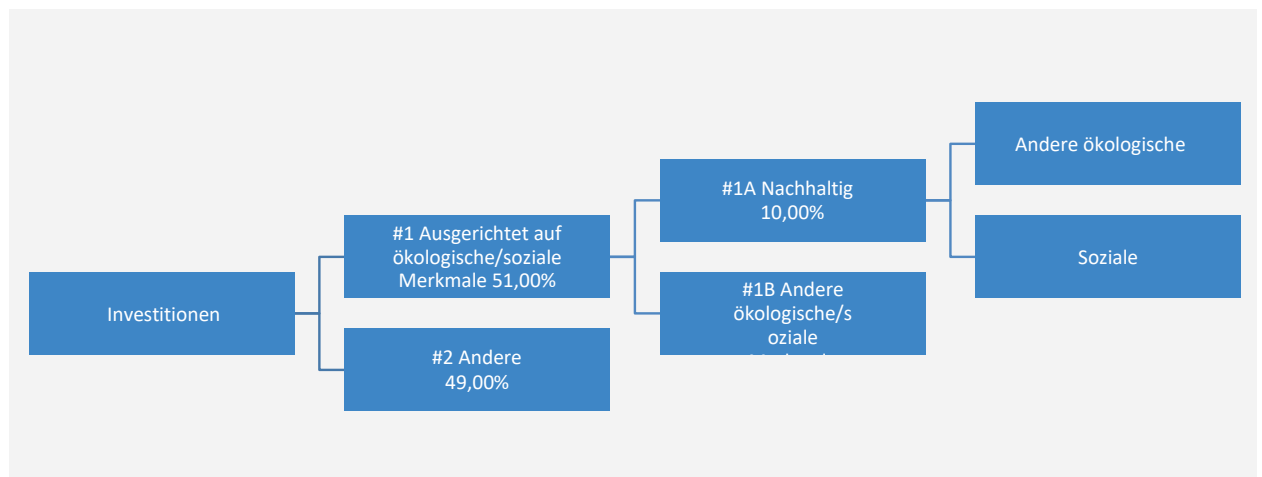 Investitionen
#1 Ausgerichtet auf
ökologische/soziale
Merkmale 51,00%
#2 Andere
49,00%
#1A Nachhaltig
10,00%
#1B Andere
ökologische/s
oziale
Andere ökologische
Soziale